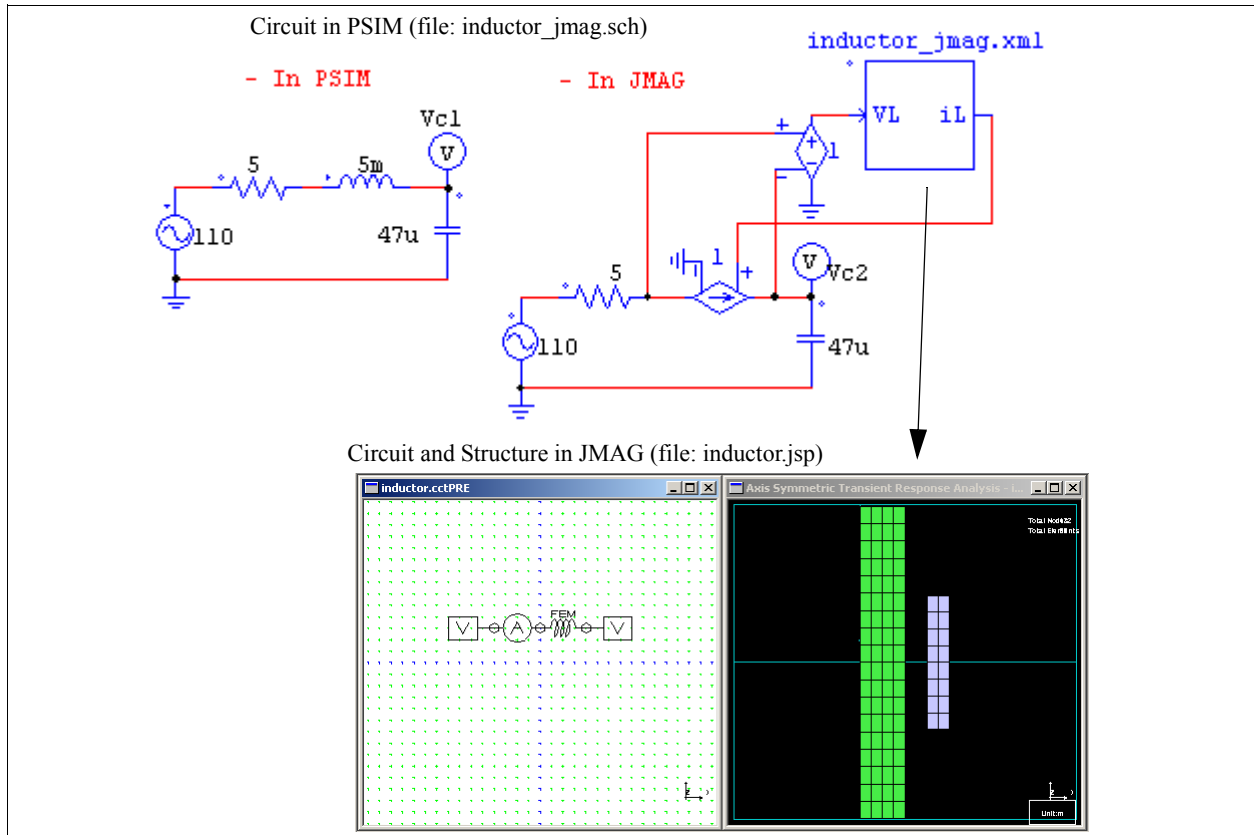 Circuit in PSIM (file: inductor_jmag.sch)
inductor_jmag.xml
- In PSIM
- In JMAG
VL iL
Vc1
V
5
5m
110
47u
+
+
-
1
-
5
1
+
V
Vc2
110
47u
Circuit and Structure in JMAG (file: inductor.jsp)
inductor.cctPRE
Axis Symmetric Transient Response Analysis - i...
V A FEM V
Unit:m